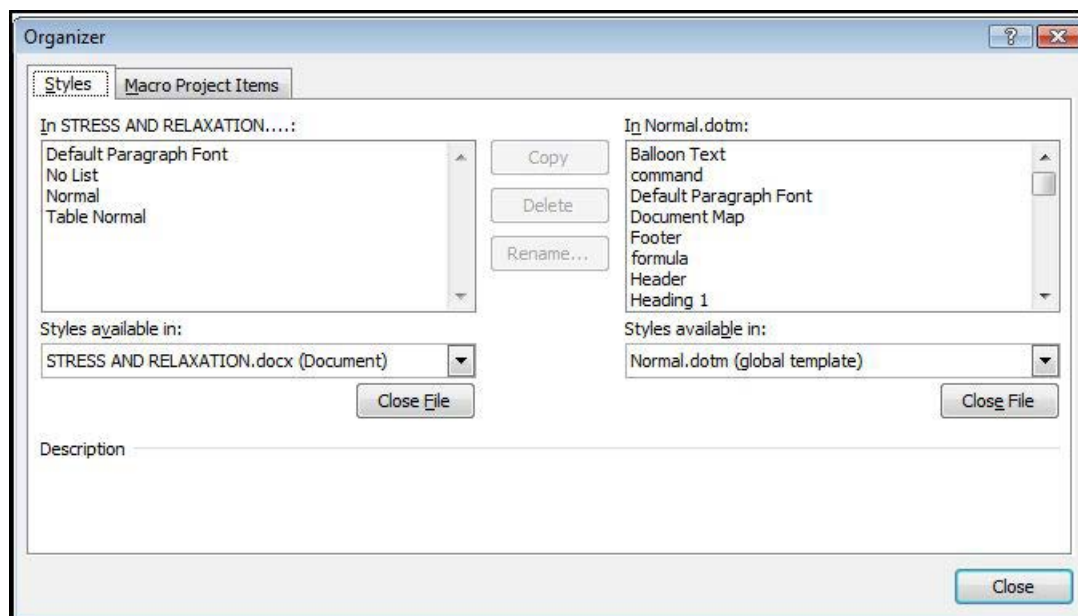 Organizer
Styles
Macro Project Items
In STRESS AND RELAXATION....:
Default Paragraph Font
No List
Normal
Table Normal
Styles available in:
STRESS AND RELAXATION.docx (Document)
Close File
Copy
Delete
Rename...
In Normal.dotm:
Balloon Text
command
Default Paragraph Font
Document Map
Footer
formula
Header
Heading 1
Styles available in:
Normal.dotm (global template)
Close File
Description
Close